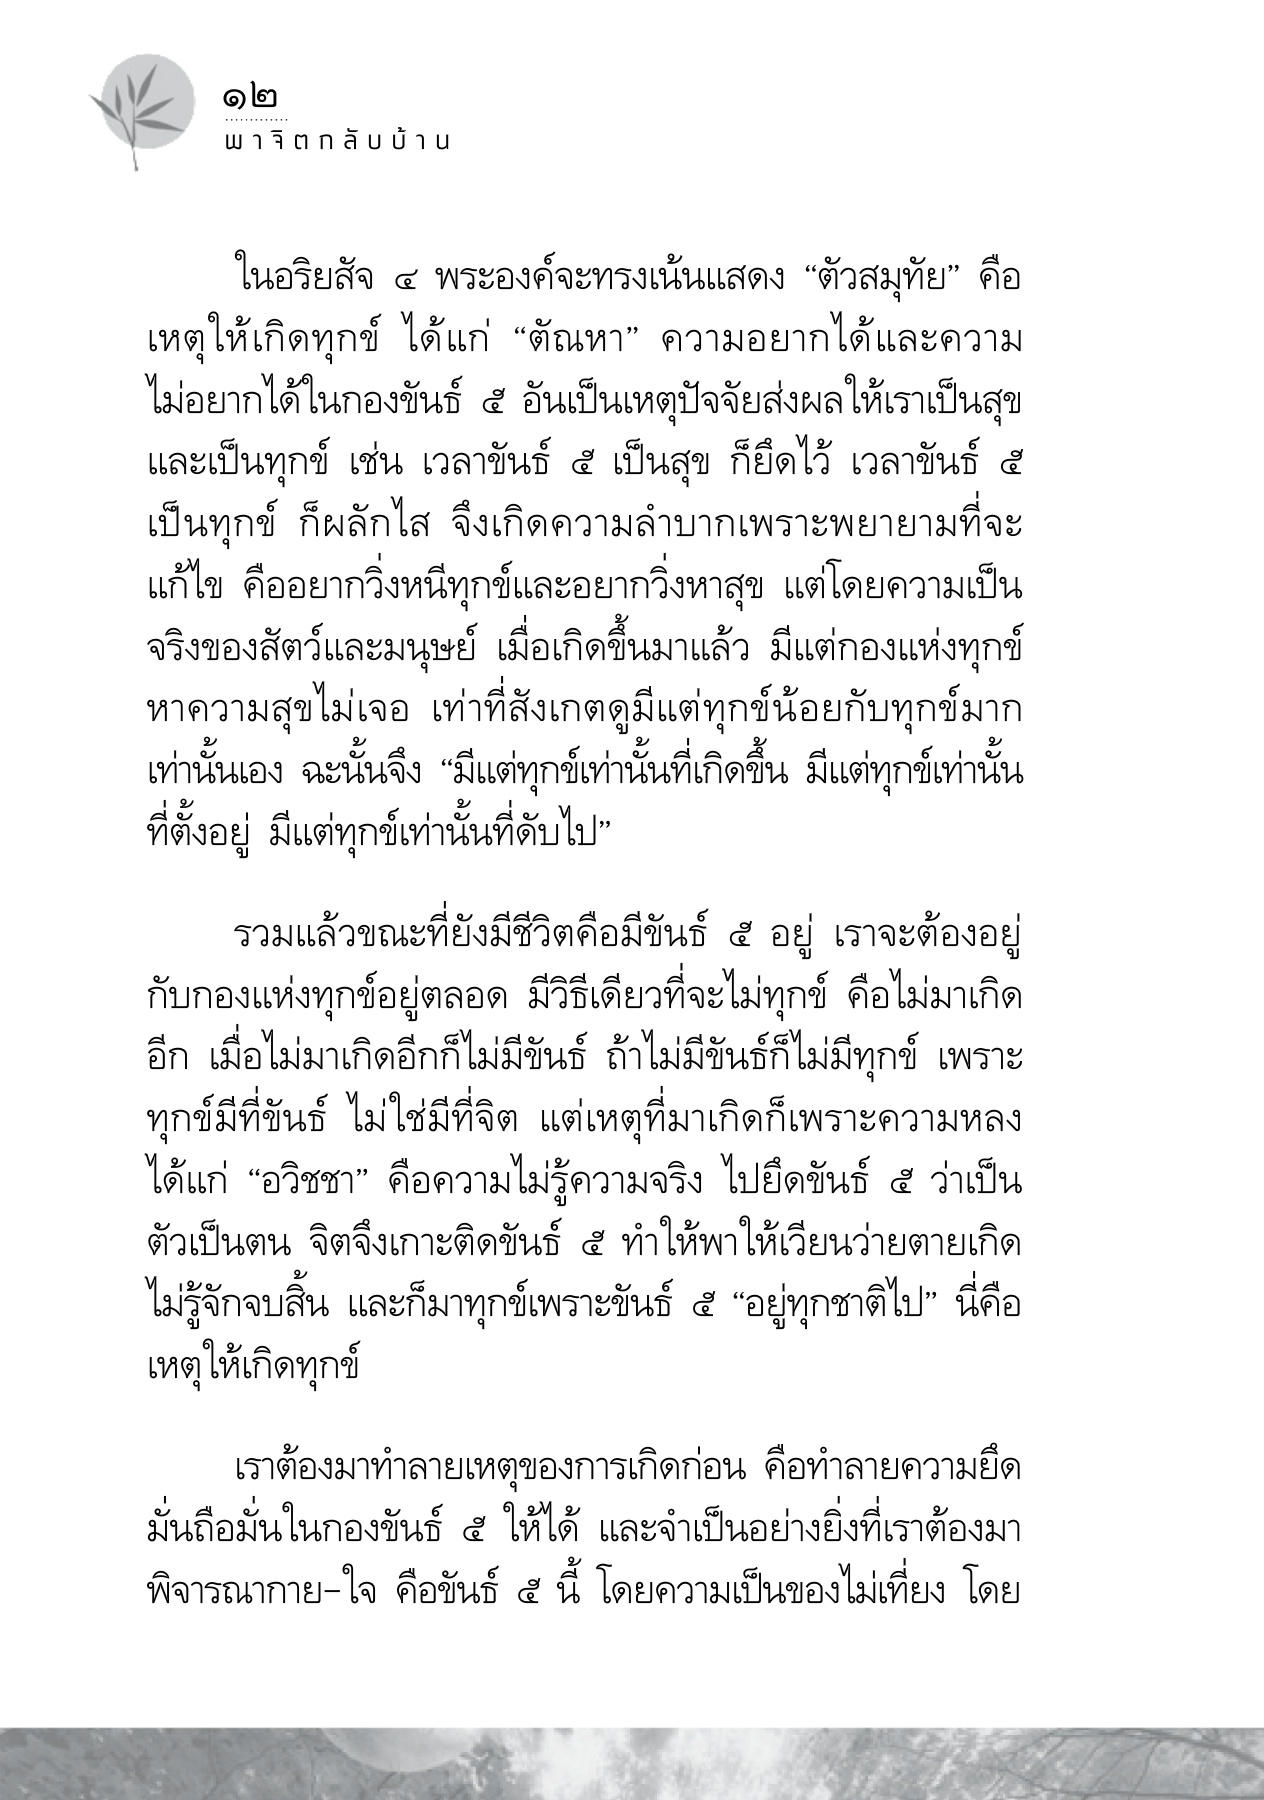 ๑๒
พาจิตกลับบ้าน
ในอริยสัจ ๔ พระองค์จะทรงเน้นแสดง “ตัวสมุทัย” คือ
เหตุให้เกิดทุกข์ ได้แก่ “ตัณหา” ความอยากได้และความ
ไม่อยากได้ในกองขันธ์ ๕ อันเป็นเหตุปัจจัยส่งผลให้เราเป็นสุข
และเป็นทุกข์ เช่น เวลาขันธ์ ๕ เป็นสุข ก็ยึดไว้ เวลาขันธ์ ๕
เป็นทุกข์ ก็ผลักไส จึงเกิดความลำบากเพราะพยายามที่จะ
แก้ไข คืออยากวิ่งหนีทุกข์และอยากวิ่งหาสุข แต่โดยความเป็น
จริงของสัตว์และมนุษย์ เมื่อเกิดขึ้นมาแล้ว มีแต่กองแห่งทุกข์
หาความสุขไม่เจอ เท่าที่สังเกตดูมีแต่ทุกข์น้อยกับทุกข์มาก
เท่านั้นเอง ฉะนั้นจึง “มีแต่ทุกข์เท่านั้นที่เกิดขึ้น มีแต่ทุกข์เท่านั้น
ที่ตั้งอยู่ มีแต่ทุกข์เท่านั้นที่ดับไป”
รวมแล้วขณะที่ยังมีชีวิตคือมีขันธ์ ๕ อยู่ เราจะต้องอยู่
กับกองแห่งทุกข์อยู่ตลอด มีวิธีเดียวที่จะไม่ทุกข์ คือไม่มาเกิด
อีก เมื่อไม่มาเกิดอีกก็ไม่มีขันธ์ ถ้าไม่มีขันธ์ก็ไม่มีทุกข์ เพราะ
ทุกข์มีที่ขันธ์ ไม่ใช่มีที่จิต แต่เหตุที่มาเกิดก็เพราะความหลง
ได้แก่ “อวิชชา” คือความไม่รู้ความจริง ไปยึดขันธ์ ๕ ว่าเป็น
ตัวเป็นตน จิตจึงเกาะติดขันธ์ ๕ ทำให้พาให้เวียนว่ายตายเกิด
ไม่รู้จักจบสิ้น และก็มาทุกข์เพราะขันธ์ ๕ “อยู่ทุกชาติไป” นี่คือ
เหตุให้เกิดทุกข์
เราต้องมาทำลายเหตุของการเกิดก่อน คือทำลายความยึด
มั่นถือมั่นในกองขันธ์ ๕ ให้ได้ และจำเป็นอย่างยิ่งที่เราต้องมา
พิจารณากาย-ใจ คือขันธ์ ๕ นี้ โดยความเป็นของไม่เที่ยง โดย